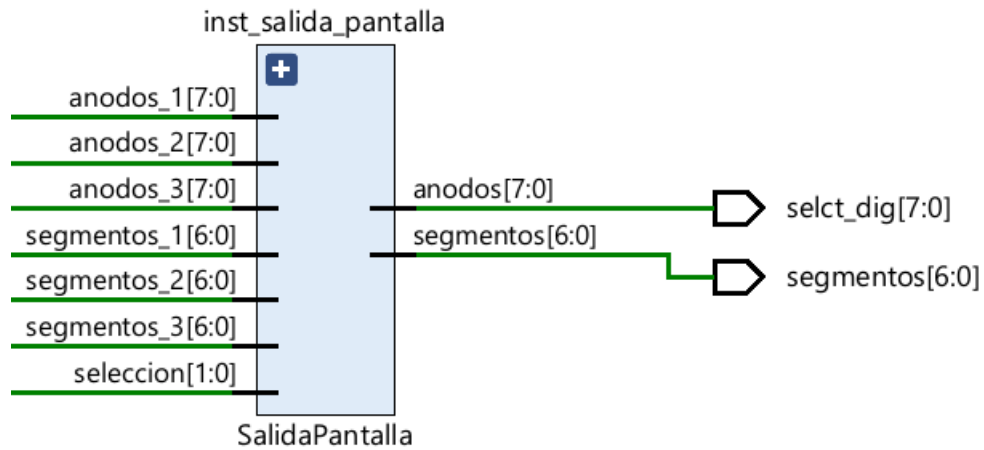 inst_salida_pantalla
anodos_1[7:0]
anodos_2[7:0]
anodos_3[7:0]
segmentos_1[6:0]
segmentos_2[6:0]
segmentos_3[6:0]
seleccion[1:0]
anodos[7:0]
segmentos[6:0]
selct_dig[7:0]
segmentos[6:0]
SalidaPantalla